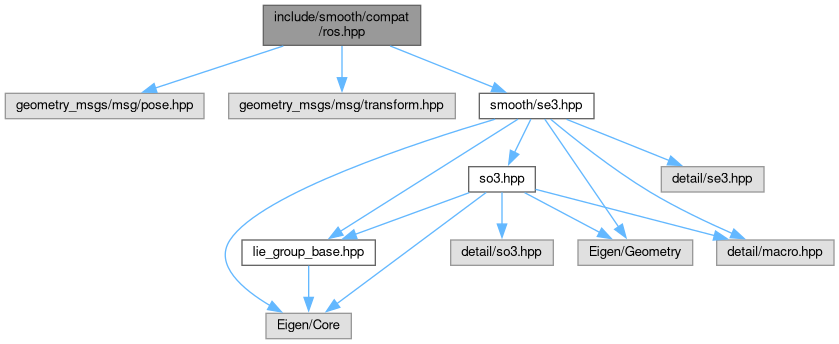 include/smooth/compat
/ros.hpp
geometry_msgs/msg/pose.hpp
geometry_msgs/msg/transform.hpp
smooth/se3.hpp
so3.hpp
detail/se3.hpp
lie_group_base.hpp
detail/so3.hpp
Eigen/Geometry
detail/macro.hpp
Eigen/Core